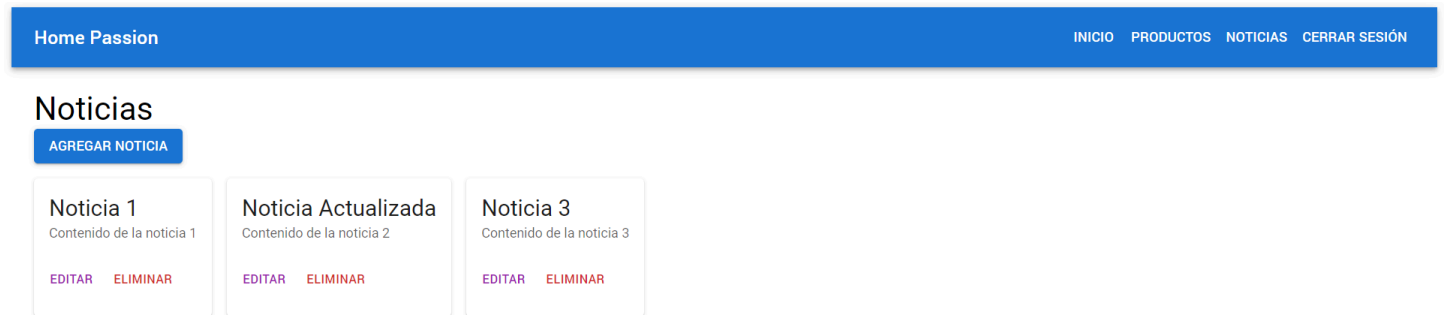 Home Passion
INICIO PRODUCTOS NOTICIAS CERRAR SESIÓN
Noticias
AGREGAR NOTICIA
Noticia 1
Contenido de la noticia 1
EDITAR ELIMINAR
Noticia Actualizada
Contenido de la noticia 2
EDITAR ELIMINAR
Noticia 3
Contenido de la noticia 3
EDITAR ELIMINAR